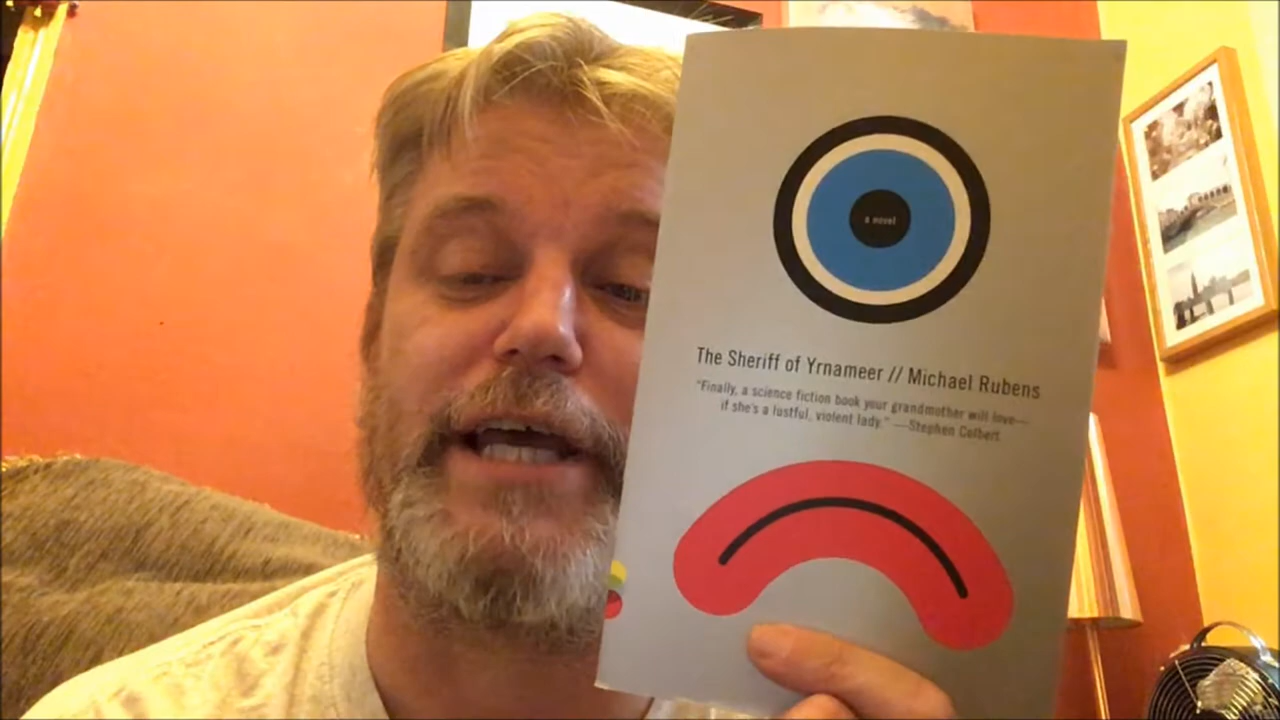 a novel
The Sheriff of Yrnameer // Michael Rubens
"Finally, a science fiction book your grandmother will love—
if she's a lustful, violent lady." —Stephen Colbert